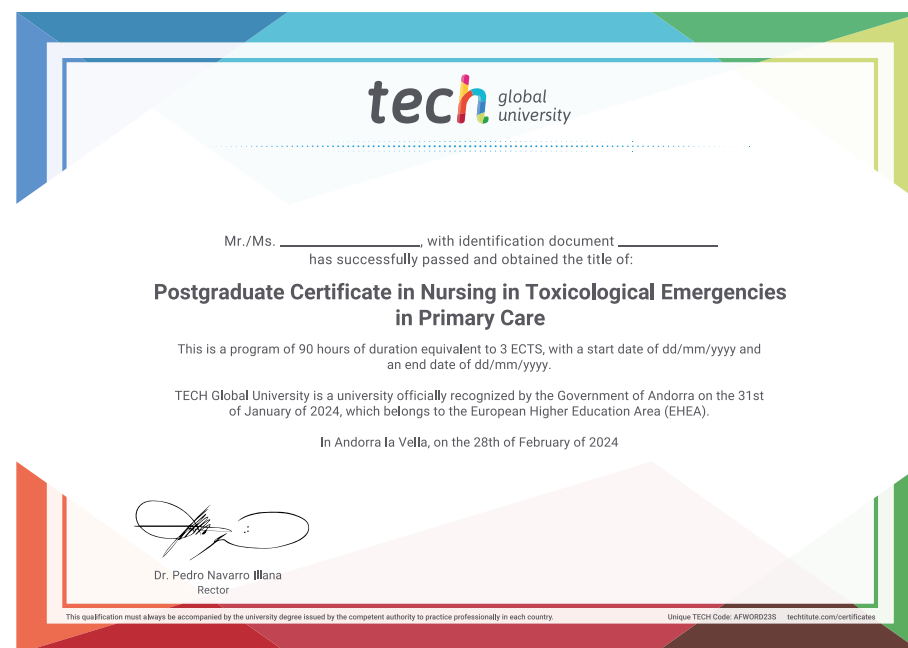 tech global
university
Mr./Ms. ____________________, with identification document ______________
has successfully passed and obtained the title of:
Postgraduate Certificate in Nursing in Toxicological Emergencies
in Primary Care
This is a program of 90 hours of duration equivalent to 3 ECTS, with a start date of dd/mm/yyyy and
an end date of dd/mm/yyyy.
TECH Global University is a university officially recognized by the Government of Andorra on the 31st
of January of 2024, which belongs to the European Higher Education Area (EHEA).
In Andorra la Vella, on the 28th of February of 2024
Dr. Pedro Navarro Illana
Rector
This qualification must always be accompanied by the university degree issued by the competent authority to practice professionally in each country.
Unique TECH Code: AFWORD23S techtitute.com/certificates